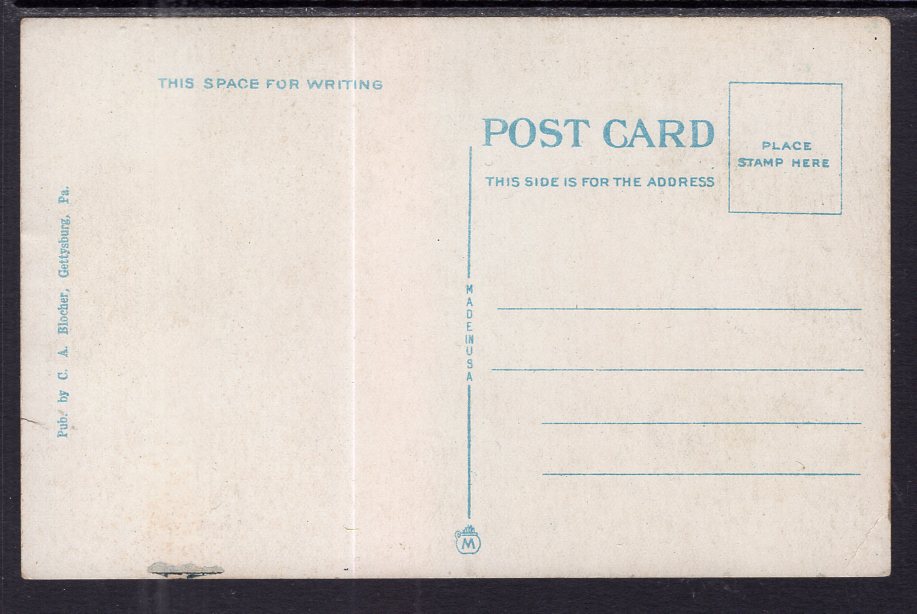 THIS SPACE FOR WRITING
POST CARD
THIS SIDE IS FOR THE ADDRESS
PLACE
STAMP HERE
Pub. by C. A. Blocher, Gettysburg, Pa.
MADE IN USA
M